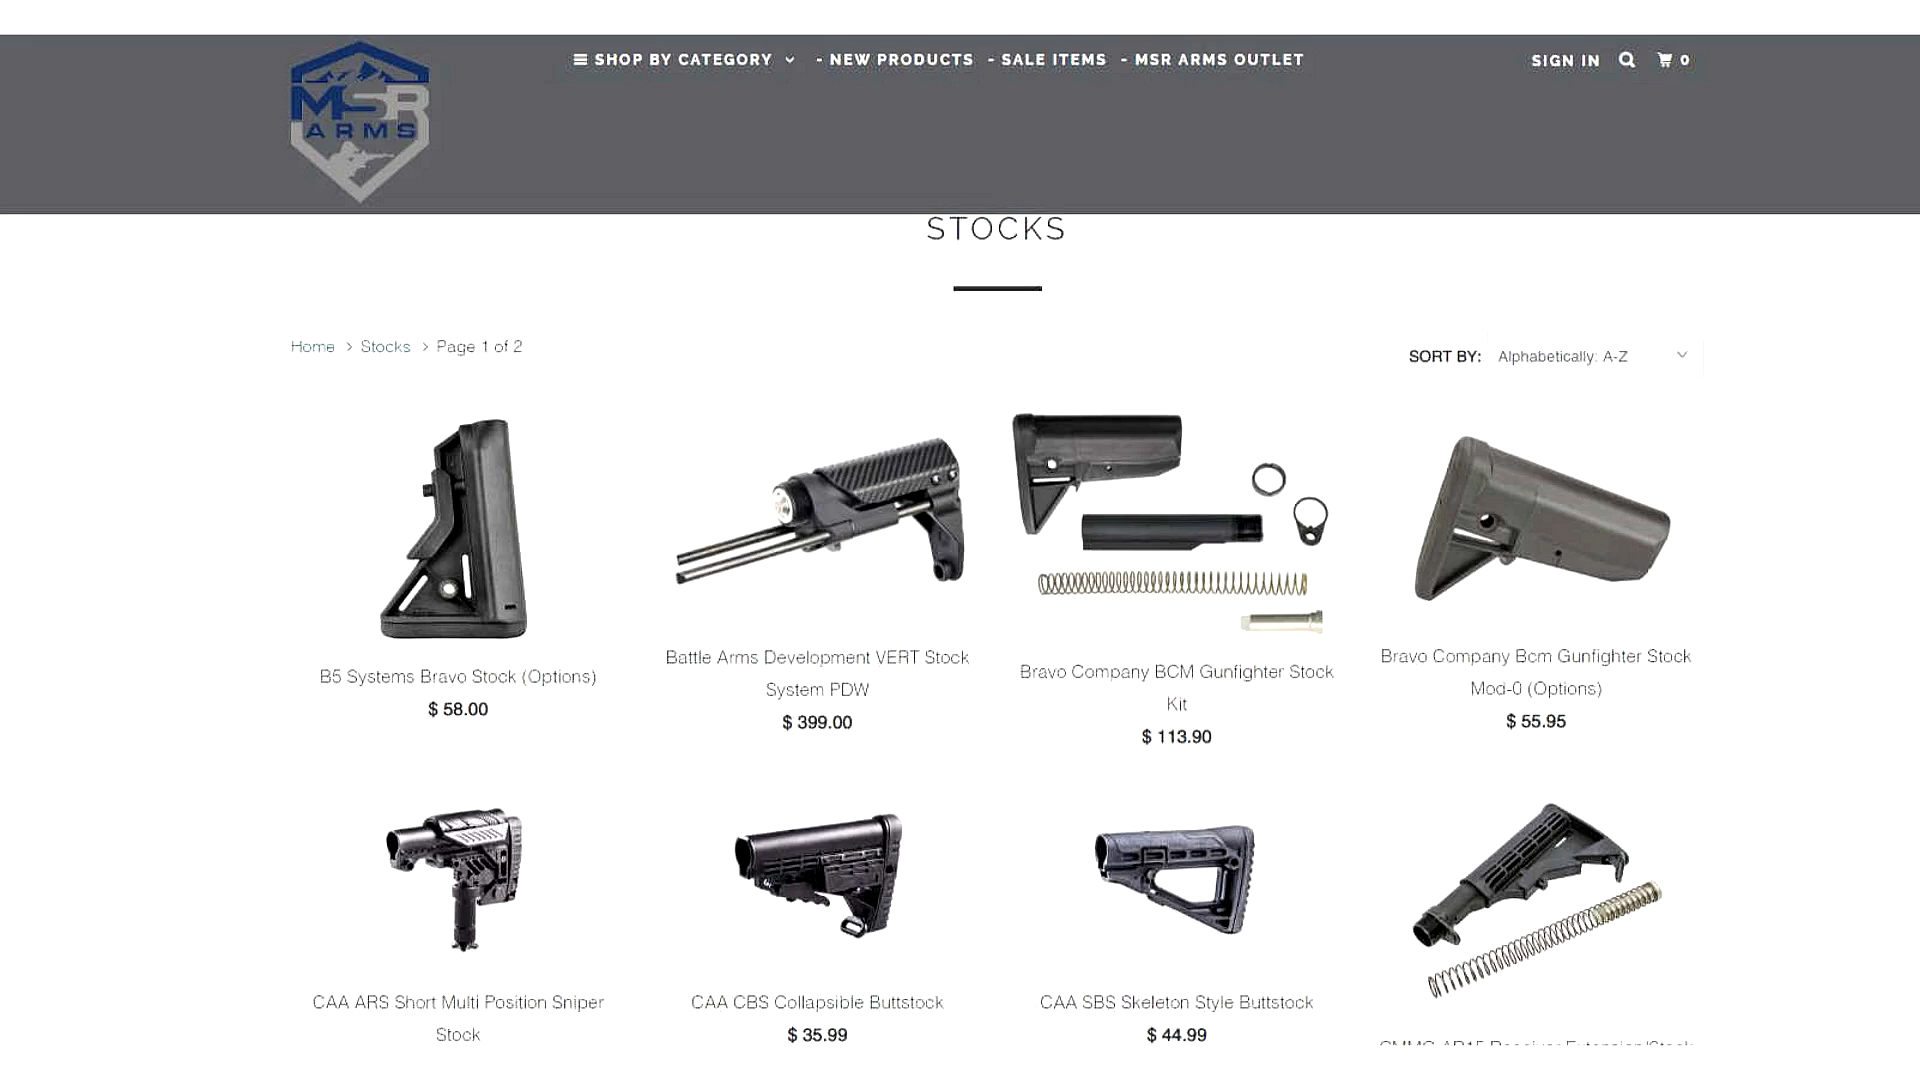 MSR
ARMS
SHOP BY CATEGORY - NEW PRODUCTS - SALE ITEMS - MSR ARMS OUTLET
SIGN IN 0
STOCKS
Home > Stocks > Page 1 of 2
SORT BY: Alphabetically: A-Z
B5 Systems Bravo Stock (Options)
$ 58.00
Battle Arms Development VERT Stock
System PDW
$ 399.00
Bravo Company BCM Gunfighter Stock
Kit
$ 113.90
Bravo Company Bcm Gunfighter Stock
Mod-0 (Options)
$ 55.95
CAA ARS Short Multi Position Sniper
Stock
CAA CBS Collapsible Buttstock
$ 35.99
CAA SBS Skeleton Style Buttstock
$ 44.99